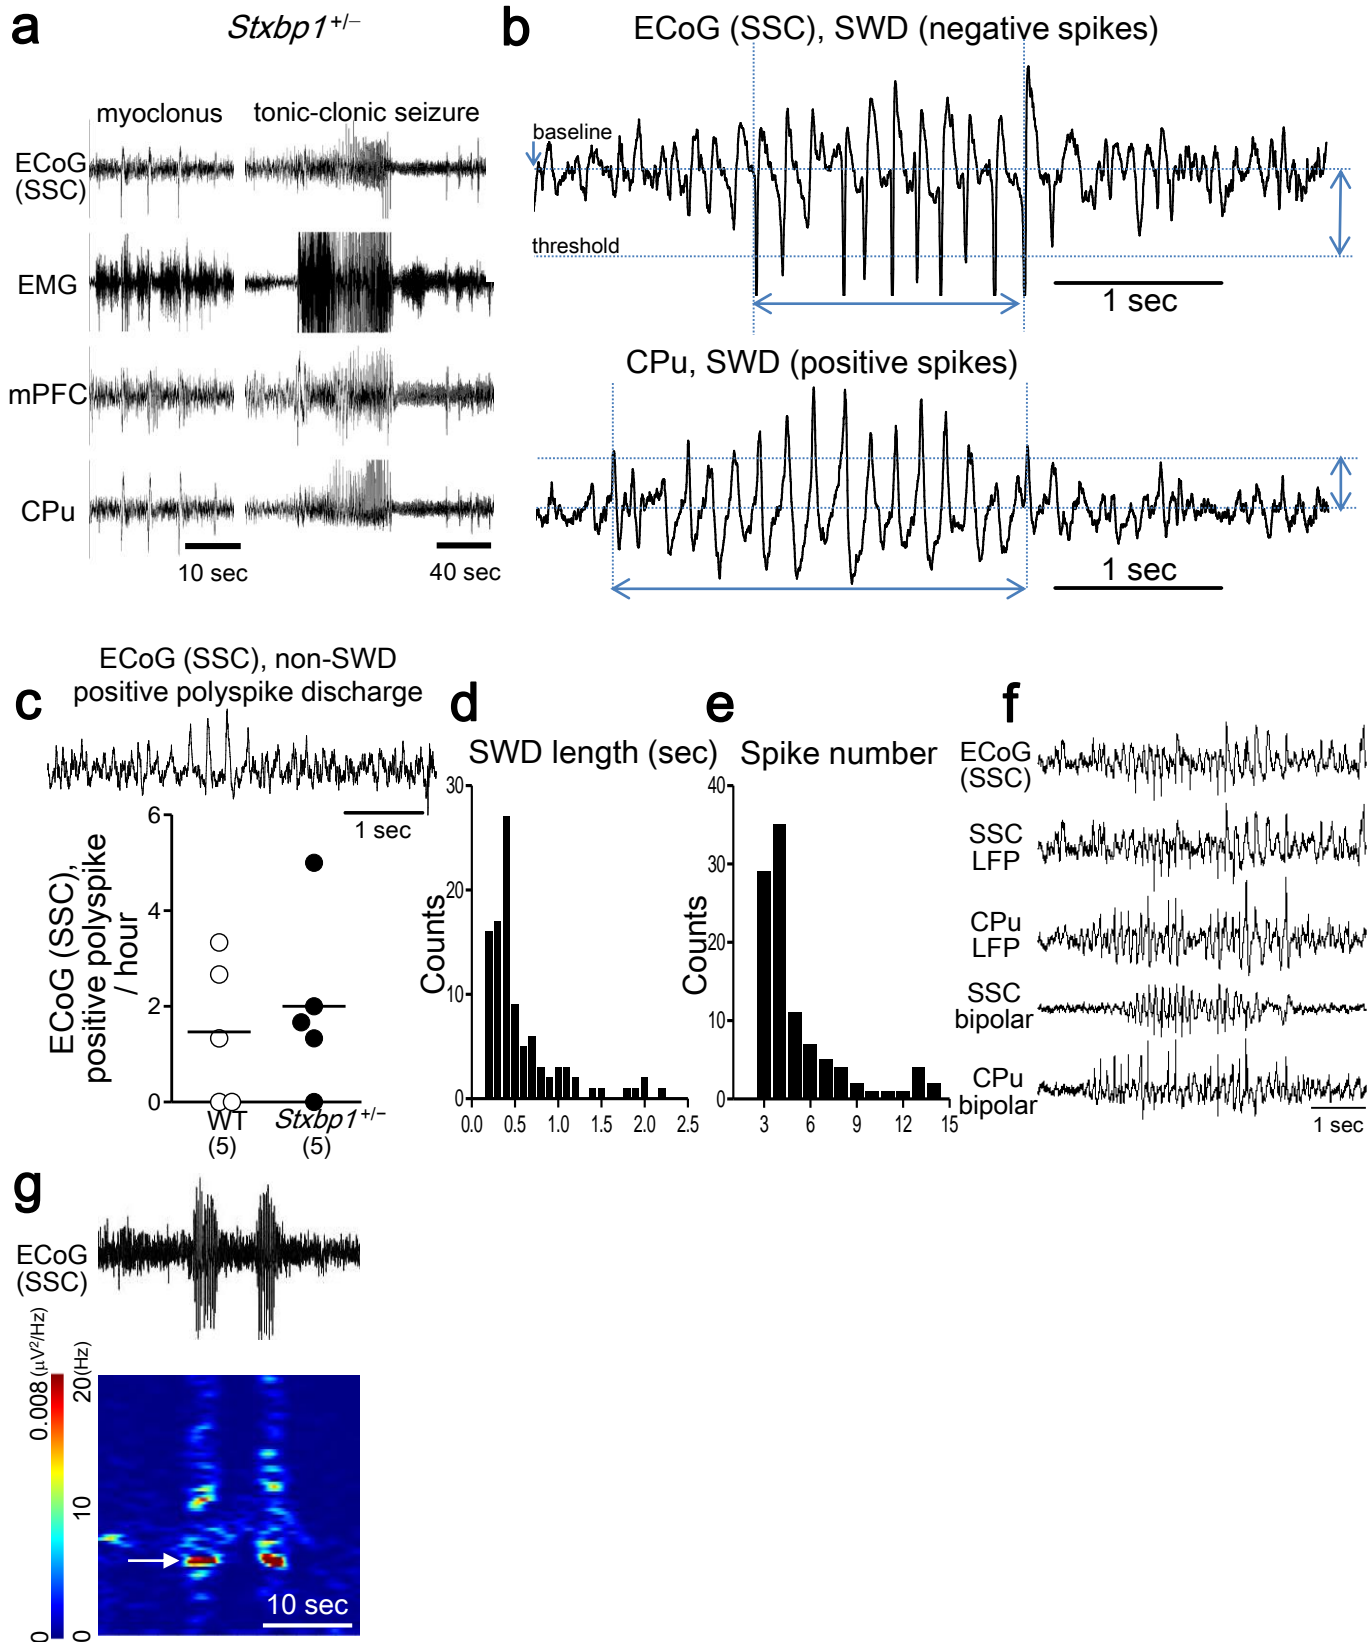 a
Stxbp1+/−
myoclonus
tonic-clonic seizure
ECoG
(SSC)
EMG
mPFC
CPu
10 sec
40 sec
b
ECoG (SSC), SWD (negative spikes)
baseline
threshold
1 sec
CPu, SWD (positive spikes)
1 sec
c
ECoG (SSC), non-SWD
positive polyspike discharge
1 sec
ECoG (SSC),
positive polyspike
/ hour
6
4
2
0
WT
(5)
Stxbp1+/−
(5)
d
SWD length (sec)
Counts
30
20
10
0
0.0
0.5
1.0
1.5
2.0
2.5
e
Spike number
Counts
40
30
20
10
0
3
6
9
12
15
f
ECoG
(SSC)
SSC
LFP
CPu
LFP
SSC
bipolar
CPu
bipolar
1 sec
g
ECoG
(SSC)
0.008 (µV²/Hz)
0
20 (Hz)
10
0
10 sec